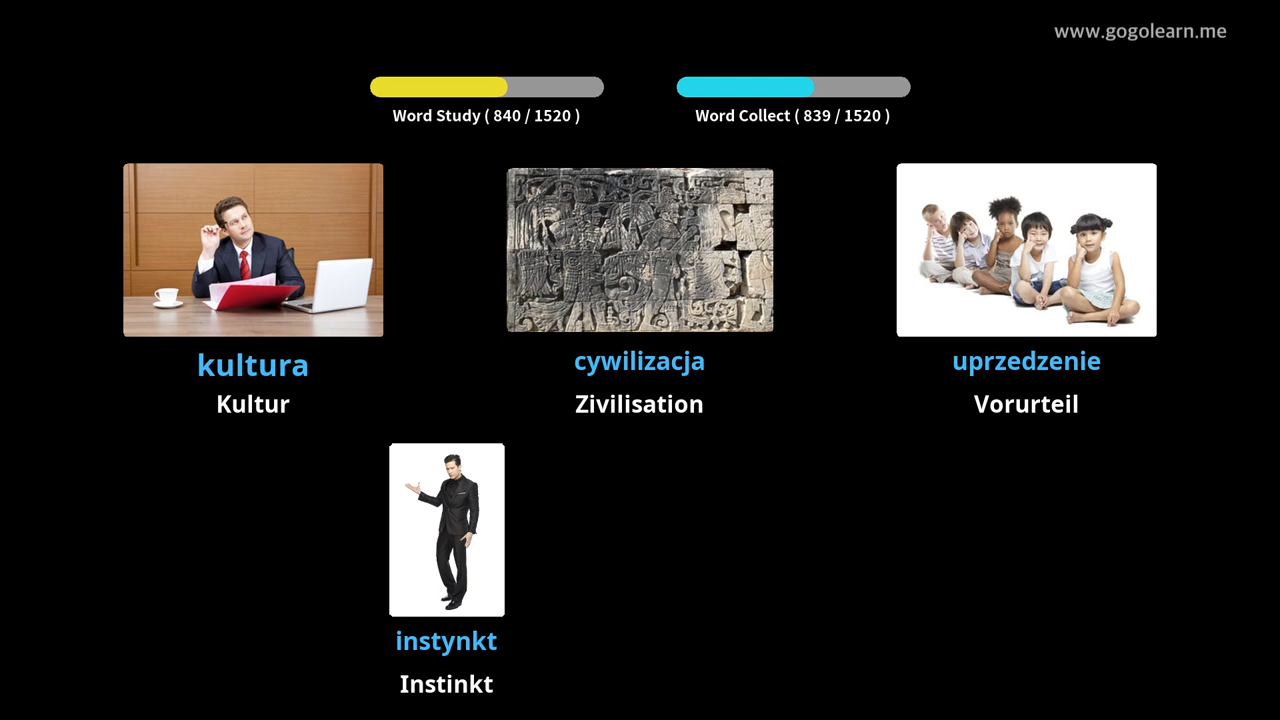 www.gogolearn.me
Word Study ( 840 / 1520 )
Word Collect ( 839 / 1520 )
kultura
Kultur
cywilizacja
Zivilisation
uprzedzenie
Vorurteil
instynkt
Instinkt